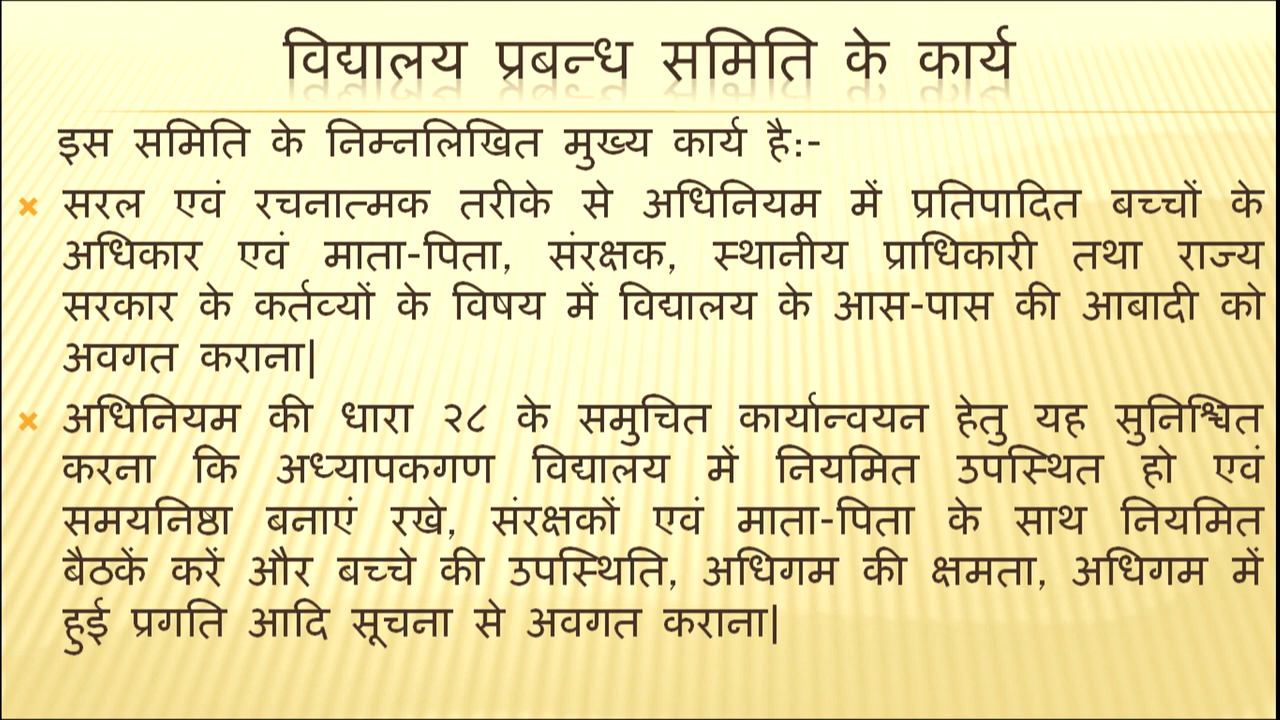 विद्यालय प्रबन्ध समिति के कार्य
इस समिति के निम्नलिखित मुख्य कार्य है:-
सरल एवं रचनात्मक तरीके से अधिनियम में प्रतिपादित बच्चों के
अधिकार एवं माता-पिता, संरक्षक, स्थानीय प्राधिकारी तथा राज्य
सरकार के कर्तव्यों के विषय में विद्यालय के आस-पास की आबादी को
अवगत कराना|
अधिनियम की धारा २८ के समुचित कार्यान्वयन हेतु यह सुनिश्चित
करना कि अध्यापकगण विद्यालय में नियमित उपस्थित हो एवं
समयनिष्ठा बनाएं रखे, संरक्षकों एवं माता-पिता के साथ नियमित
बैठकें करें और बच्चे की उपस्थिति, अधिगम की क्षमता, अधिगम में
हुई प्रगति आदि सूचना से अवगत कराना|